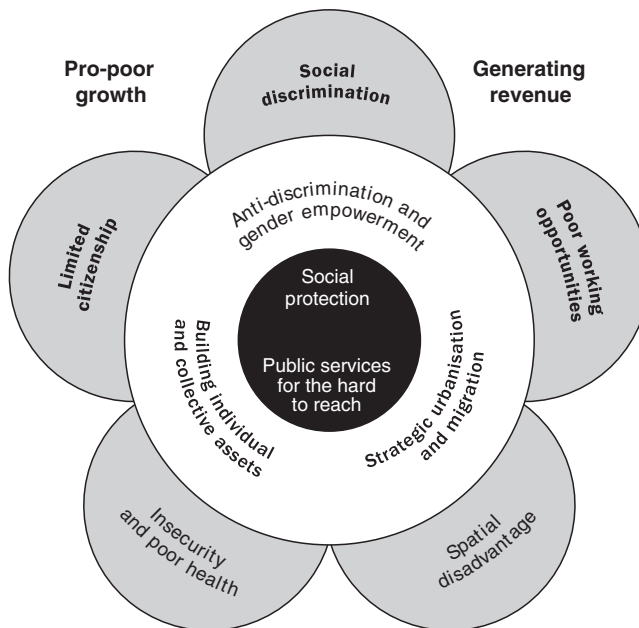 Pro-poor
growth
Social
discrimination
Generating
revenue
Limited
citizenship
Anti-discrimination and
gender empowerment
Poor working
opportunities
Social
protection
Building individual
and collective assets
Public services
for the hard
to reach
Strategic urbanisation
and migration
Insecurity
and poor health
Spatial
disadvantage